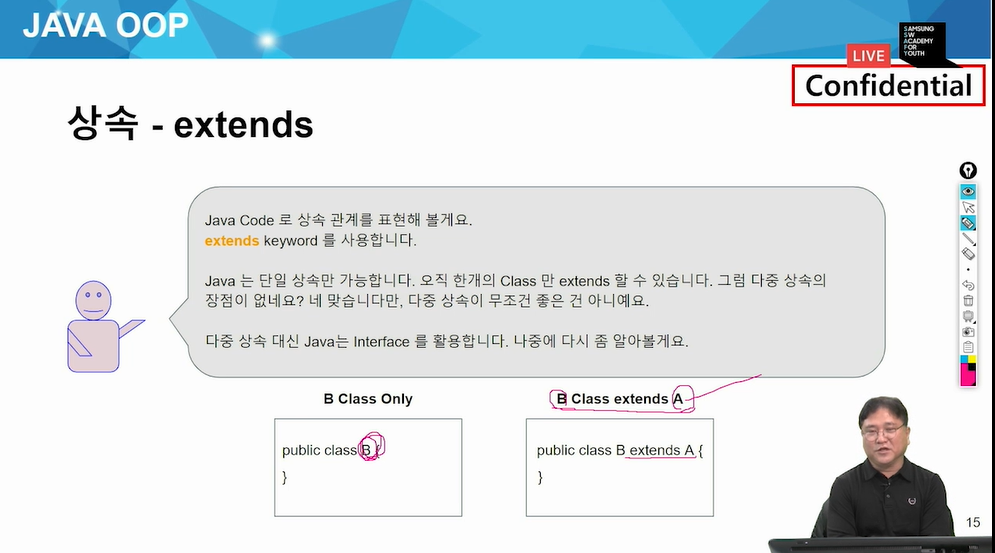 JAVA OOP
SAMSUNG
SW
ACADEMY
FOR
YOUTH
LIVE
Confidential
상속 - extends
Java Code 로 상속 관계를 표현해 볼게요.
extends keyword 를 사용합니다.
Java 는 단일 상속만 가능합니다. 오직 한개의 Class 만 extends 할 수 있습니다. 그럼 다중 상속의
장점이 없네요? 네 맞습니다만, 다중 상속이 무조건 좋은 건 아니예요.
다중 상속 대신 Java는 Interface 를 활용합니다. 나중에 다시 좀 알아볼게요.
B Class Only
B Class extends A
public class B {
}
public class B extends A {
}
15